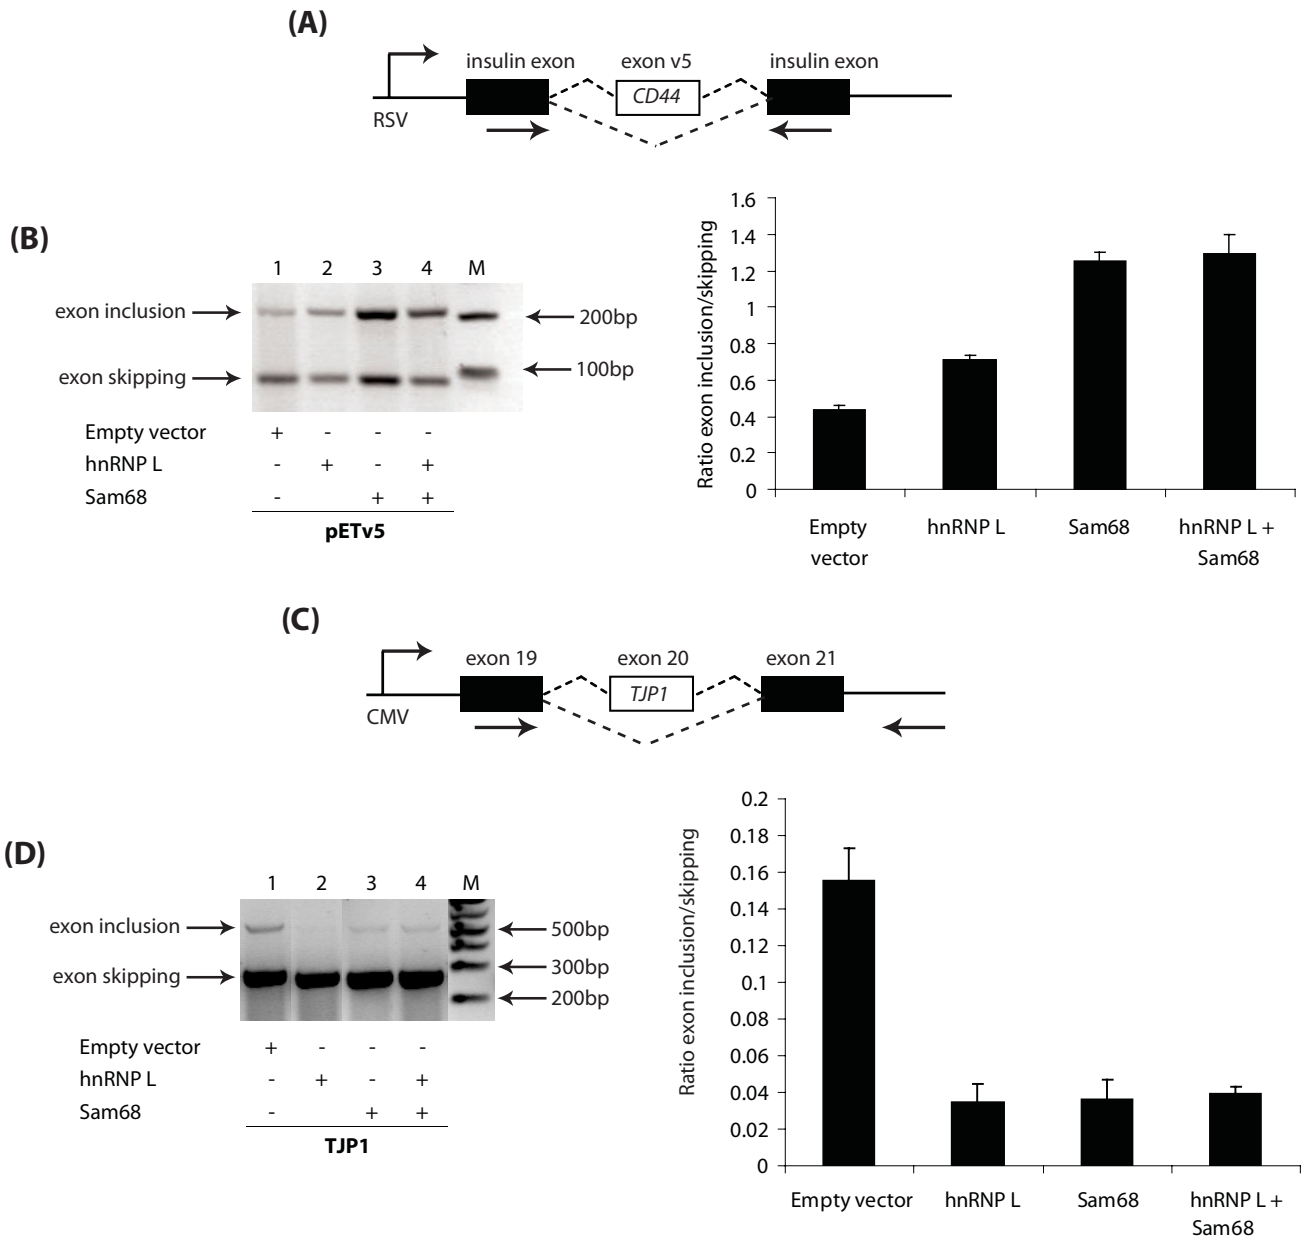 (A)
insulin exon exon v5 insulin exon
CD44
RSV
(B)
1 2 3 4 M
exon inclusion
200bp
exon skipping
100bp
Empty vector + - - -
hnRNP L - + - +
Sam68 - - + +
pETv5
Ratio exon inclusion/skipping
1.6
1.4
1.2
1
0.8
0.6
0.4
0.2
0
Empty vector
hnRNP L
Sam68
hnRNP L + Sam68
(C)
exon 19 exon 20 exon 21
TJP1
CMV
(D)
1 2 3 4 M
exon inclusion
500bp
exon skipping
300bp
200bp
Empty vector + - - -
hnRNP L - + - +
Sam68 - + +
TJP1
Ratio exon inclusion/skipping
0.2
0.18
0.16
0.14
0.12
0.1
0.08
0.06
0.04
0.02
0
Empty vector
hnRNP L
Sam68
hnRNP L +
Sam68